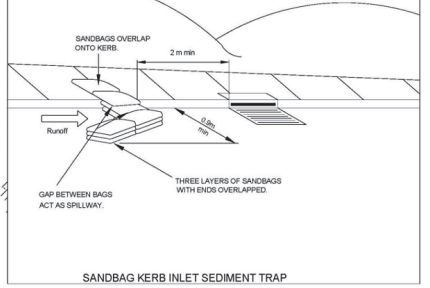 SANDBAGS OVERLAP
ONTO KERB.
2 m min
Runoff
0.9m
min
THREE LAYERS OF SANDBAGS
WITH ENDS OVERLAPPED.
GAP BETWEEN BAGS
ACT AS SPILLWAY.
SANDBAG KERB INLET SEDIMENT TRAP